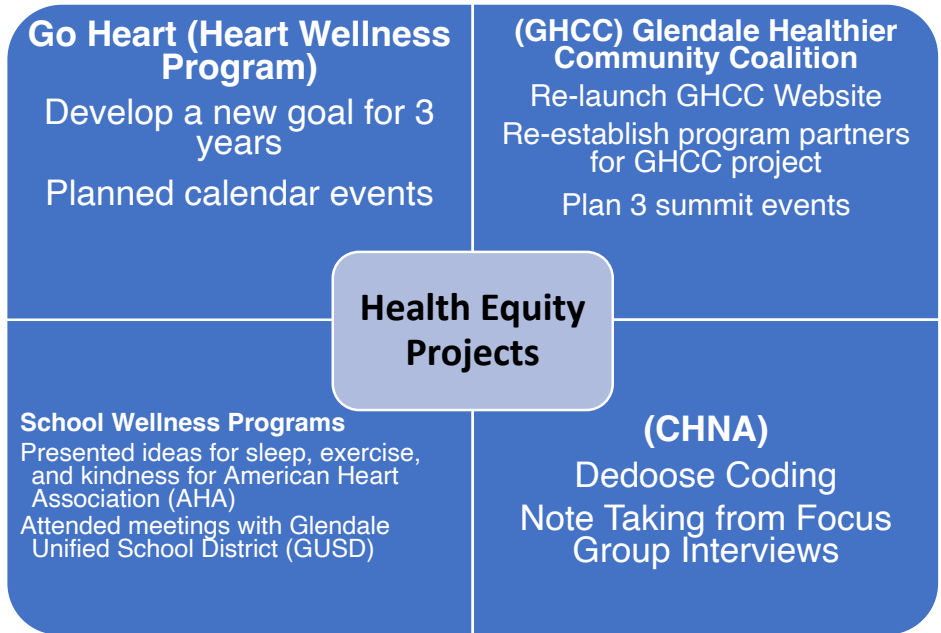 Go Heart (Heart Wellness
Program)
Develop a new goal for 3
years
Planned calendar events
(GHCC) Glendale Healthier
Community Coalition
Re-launch GHCC Website
Re-establish program partners
for GHCC project
Plan 3 summit events
Health Equity
Projects
School Wellness Programs
Presented ideas for sleep, exercise,
and kindness for American Heart
Association (AHA)
Attended meetings with Glendale
Unified School District (GUSD)
(CHNA)
Dedoose Coding
Note Taking from Focus
Group Interviews